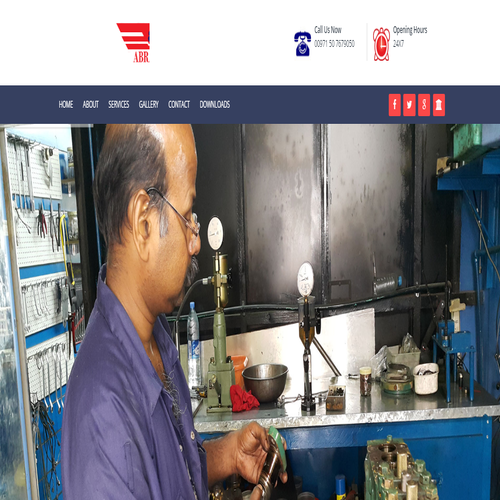 ABR
Call Us Now
00971 50 7679050
Opening Hours
24X7
HOME ABOUT SERVICES GALLERY CONTACT DOWNLOADS